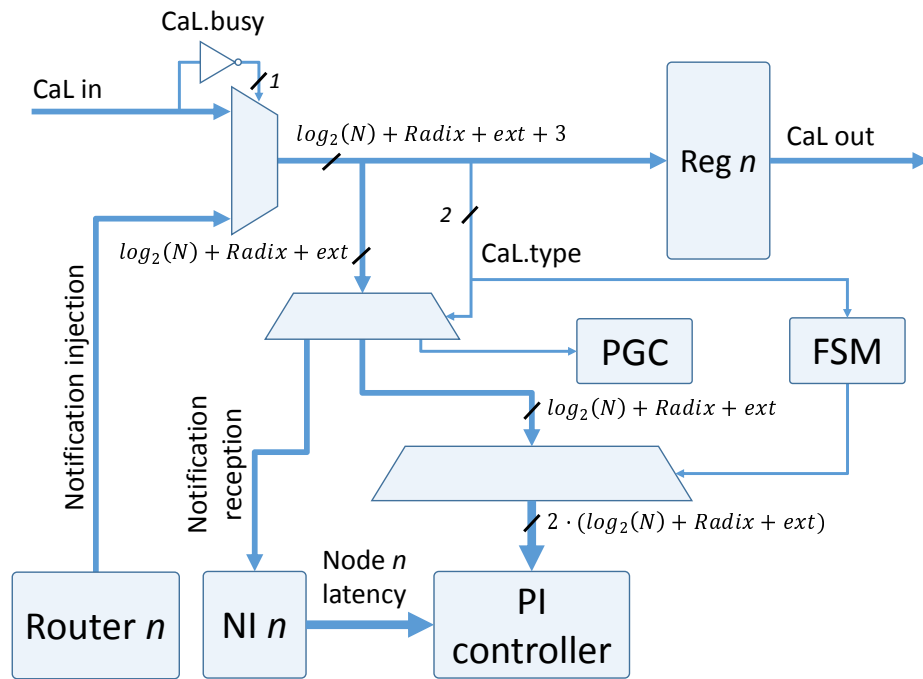 CaL.busy
1
CaL in
log₂(N) + Radix + ext + 3
Reg n
CaL out
2
log₂(N) + Radix + ext
CaL.type
Notification injection
PGC
FSM
log₂(N) + Radix + ext
Notification
reception
2 · (log₂(N) + Radix + ext)
Node n
latency
Router n
NI n
PI
controller